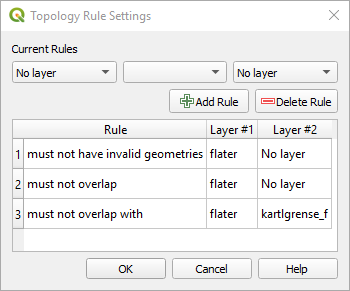 Topology Rule Settings
Current Rules
No layer No layer
Add Rule Delete Rule
Rule Layer #1 Layer #2
1 must not have invalid geometries flater No layer
2 must not overlap flater No layer
3 must not overlap with flater kartlgrense_f
OK Cancel Help